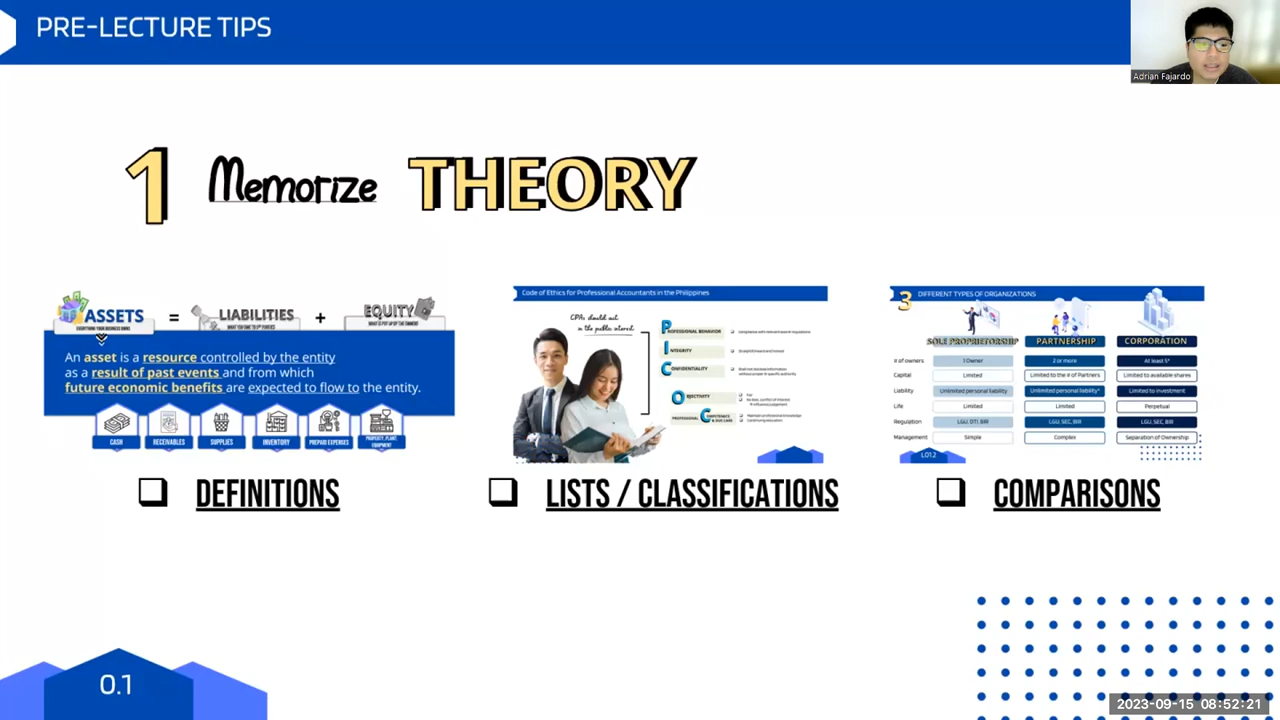 PRE-LECTURE TIPS
Adrian Fajardo
1 Memorize THEORY
ASSETS = LIABILITIES + EQUITY
EVERYTHING YOUR BUSINESS OWNS
An asset is a resource controlled by the entity
as a result of past events and from which
future economic benefits are expected to flow to the entity.
CASH
RECEIVABLES
SUPPLIES
INVENTORY
PREPAID EXPENSES
PROPERTY, PLANT,
EQUIPMENT
DEFINITIONS
Code of Ethics for Professional Accountants in the Philippines
CPAs should act
in the public interest.
PROFESSIONAL BEHAVIOR
INTEGRITY
Straightforward and honest
CONFIDENTIALITY
OBJECTIVITY
PROFESSIONAL COMPETENCE
& DUE CARE
LISTS / CLASSIFICATIONS
3 DIFFERENT TYPES OF ORGANIZATIONS
SOLE PROPRIETORSHIP PARTNERSHIP CORPORATION
# of owners 1 Owner 2 or more At least 5*
Capital Limited Limited to the # of Partners Limited to available shares
Liability Unlimited personal liability Unlimited personal liability* Limited to investment
Life Limited Limited Perpetual
Regulation LGU, DTI, BIR LGU, SEC, BIR LGU, SEC, BIR
Management Simple Complex Separation of Ownership
LO1.2
COMPARISONS
0.1
2023-09-15 08:52:21